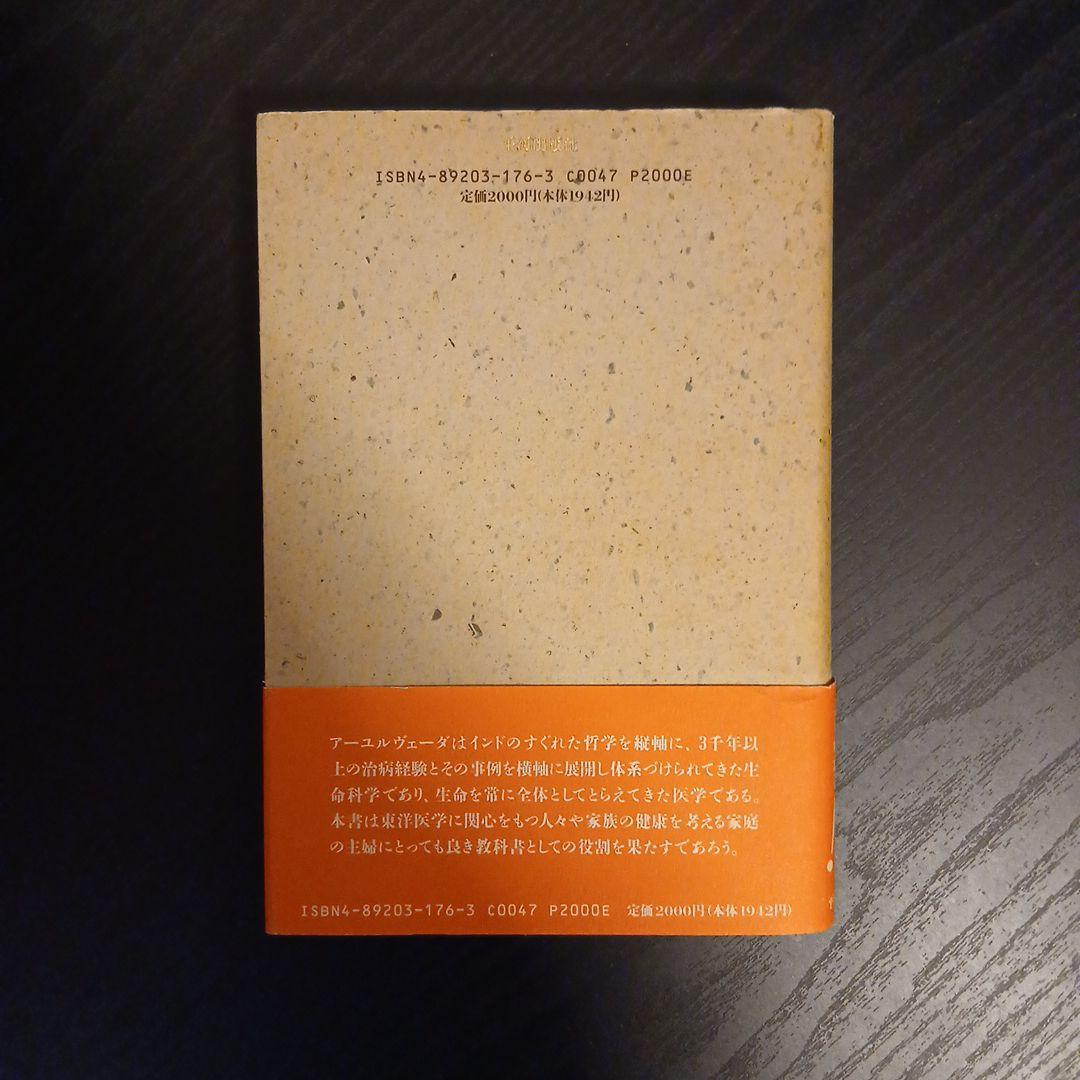 平河出版社
ISBN4-89203-176-3 C0047 P2000E
定価2000円(本体1942円)
アーユルヴェーダはインドのすぐれた哲学を縦軸に、3千年以
上の治病経験とその事例を横軸に展開し体系づけられてきた生
命科学であり、生命を常に全体としてとらえてきた医学である。
本書は東洋医学に関心をもつ人々や家族の健康を考える家庭
の主婦にとっても良き教科書としての役割を果たすであろう。
ISBN4-89203-176-3 C0047 P2000E 定価2000円(本体1942円)